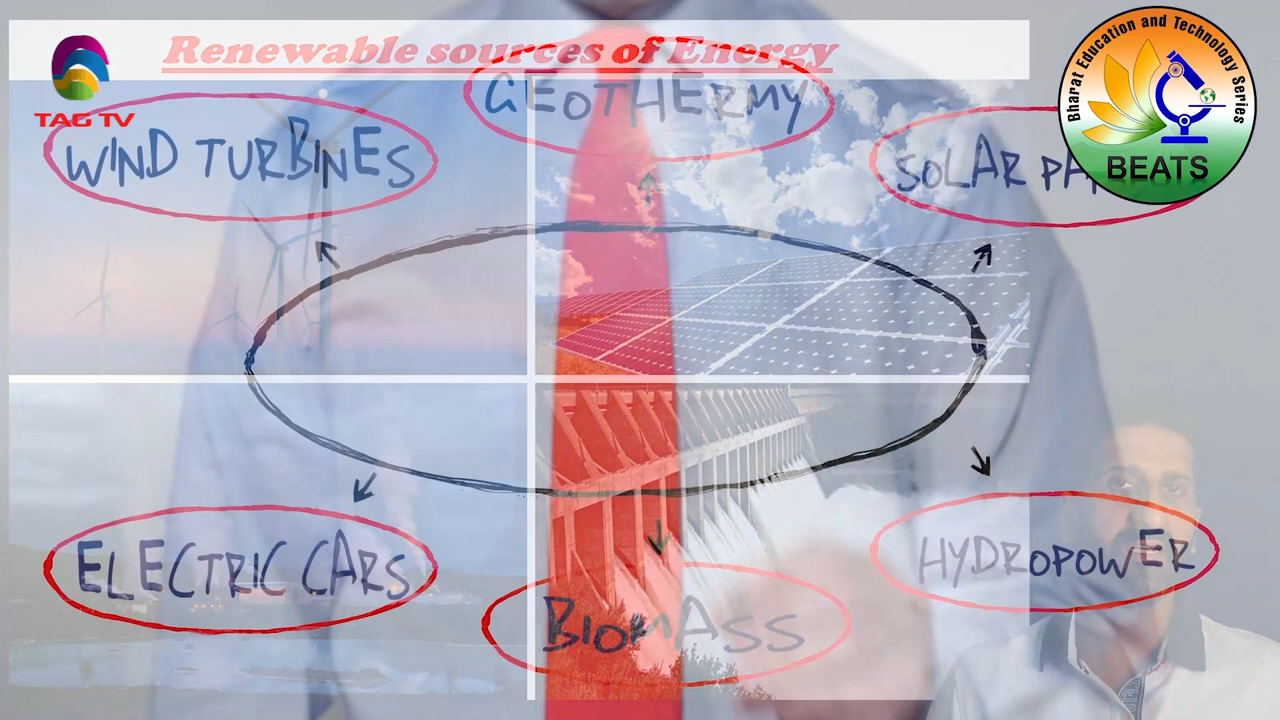 Renewable sources of Energy
TAG TV
Bharat Education and Technology Series
BEATS
GEOTHERMY
WIND TURBINES
SOLAR
ELECTRIC CARS
BIOMASS
HYDROPOWER